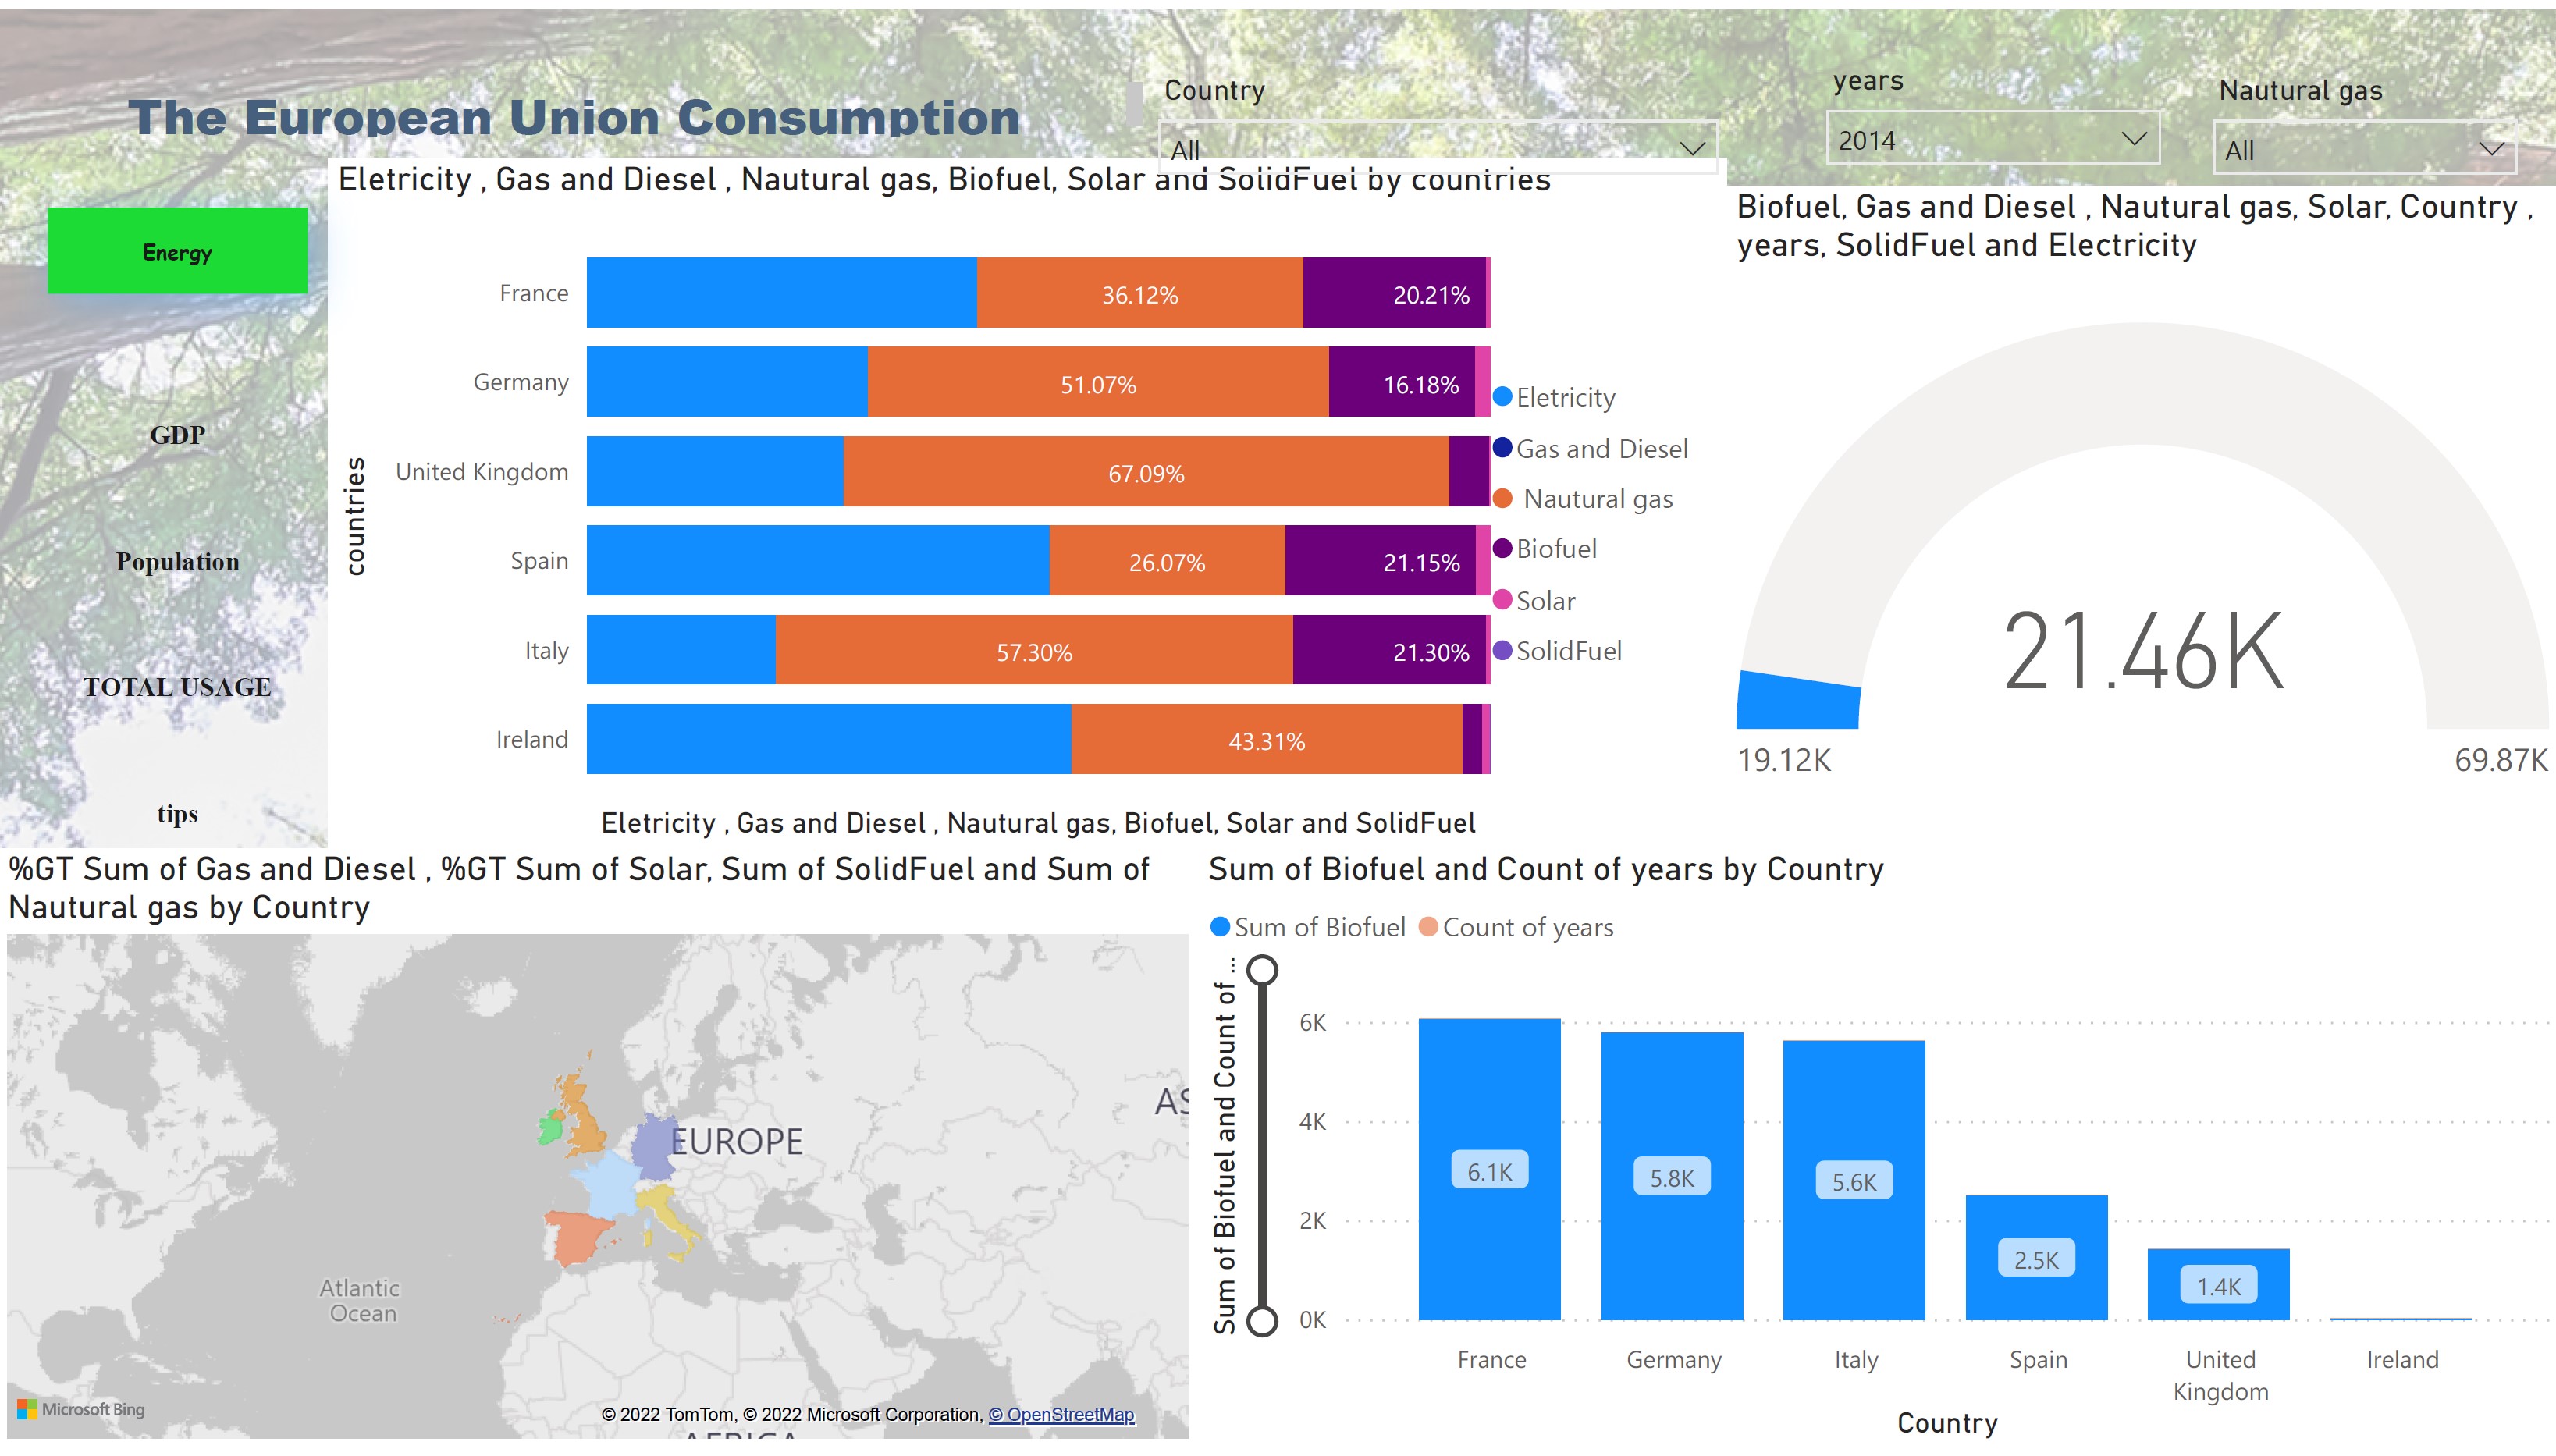 The European Union Consumption
Country
All
years
2014
Nautural gas
All
Energy
GDP
Population
TOTAL USAGE
tips
Eletricity , Gas and Diesel , Nautural gas, Biofuel, Solar and SolidFuel by countries
countries
France
36.12%
20.21%
Germany
51.07%
16.18%
United Kingdom
67.09%
Spain
26.07%
21.15%
Italy
57.30%
21.30%
Ireland
43.31%
Eletricity
Gas and Diesel
Nautural gas
Biofuel
Solar
SolidFuel
Eletricity , Gas and Diesel , Nautural gas, Biofuel, Solar and SolidFuel
Biofuel, Gas and Diesel , Nautural gas, Solar, Country ,
years, SolidFuel and Electricity
21.46K
19.12K
69.87K
%GT Sum of Gas and Diesel , %GT Sum of Solar, Sum of SolidFuel and Sum of
Nautural gas by Country
EUROPE
AS
Atlantic
Ocean
AFRICA
Microsoft Bing
© 2022 TomTom, © 2022 Microsoft Corporation, © OpenStreetMap
Sum of Biofuel and Count of years by Country
Sum of Biofuel
Count of years
Sum of Biofuel and Count of ...
6K
4K
2K
0K
6.1K
5.8K
5.6K
2.5K
1.4K
France
Germany
Italy
Spain
United
Kingdom
Ireland
Country